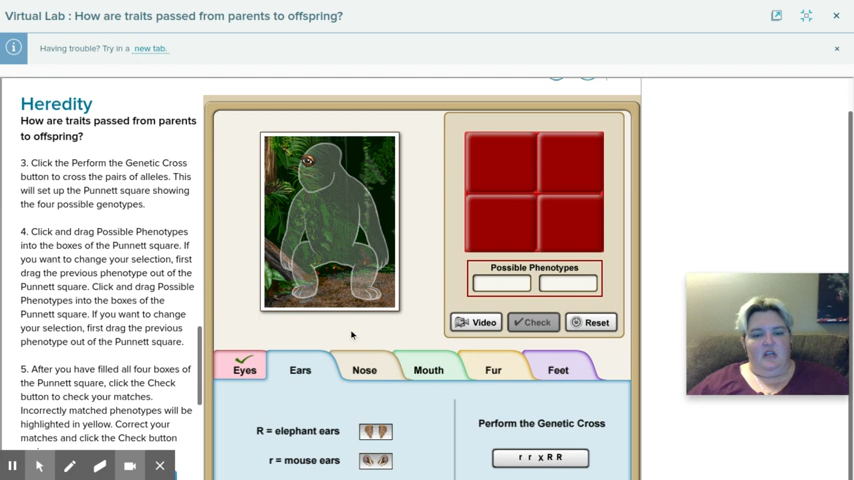 Virtual Lab : How are traits passed from parents to offspring?
Having trouble? Try in a new tab.
Heredity
How are traits passed from parents
to offspring?
3. Click the Perform the Genetic Cross
button to cross the pairs of alleles. This
will set up the Punnett square showing
the four possible genotypes.
4. Click and drag Possible Phenotypes
into the boxes of the Punnett square. If
you want to change your selection, first
drag the previous phenotype out of the
Punnett square. Click and drag Possible
Phenotypes into the boxes of the
Punnett square. If you want to change
your selection, first drag the previous
phenotype out of the Punnett square.
5. After you have filled all four boxes of
the Punnett square, click the Check
button to check your matches.
Incorrectly matched phenotypes will be
highlighted in yellow. Correct your
matches and click the Check button
Possible Phenotypes
Video
Check
Reset
Eyes
Ears
Nose
Mouth
Fur
Feet
R = elephant ears
r = mouse ears
Perform the Genetic Cross
r r x R R